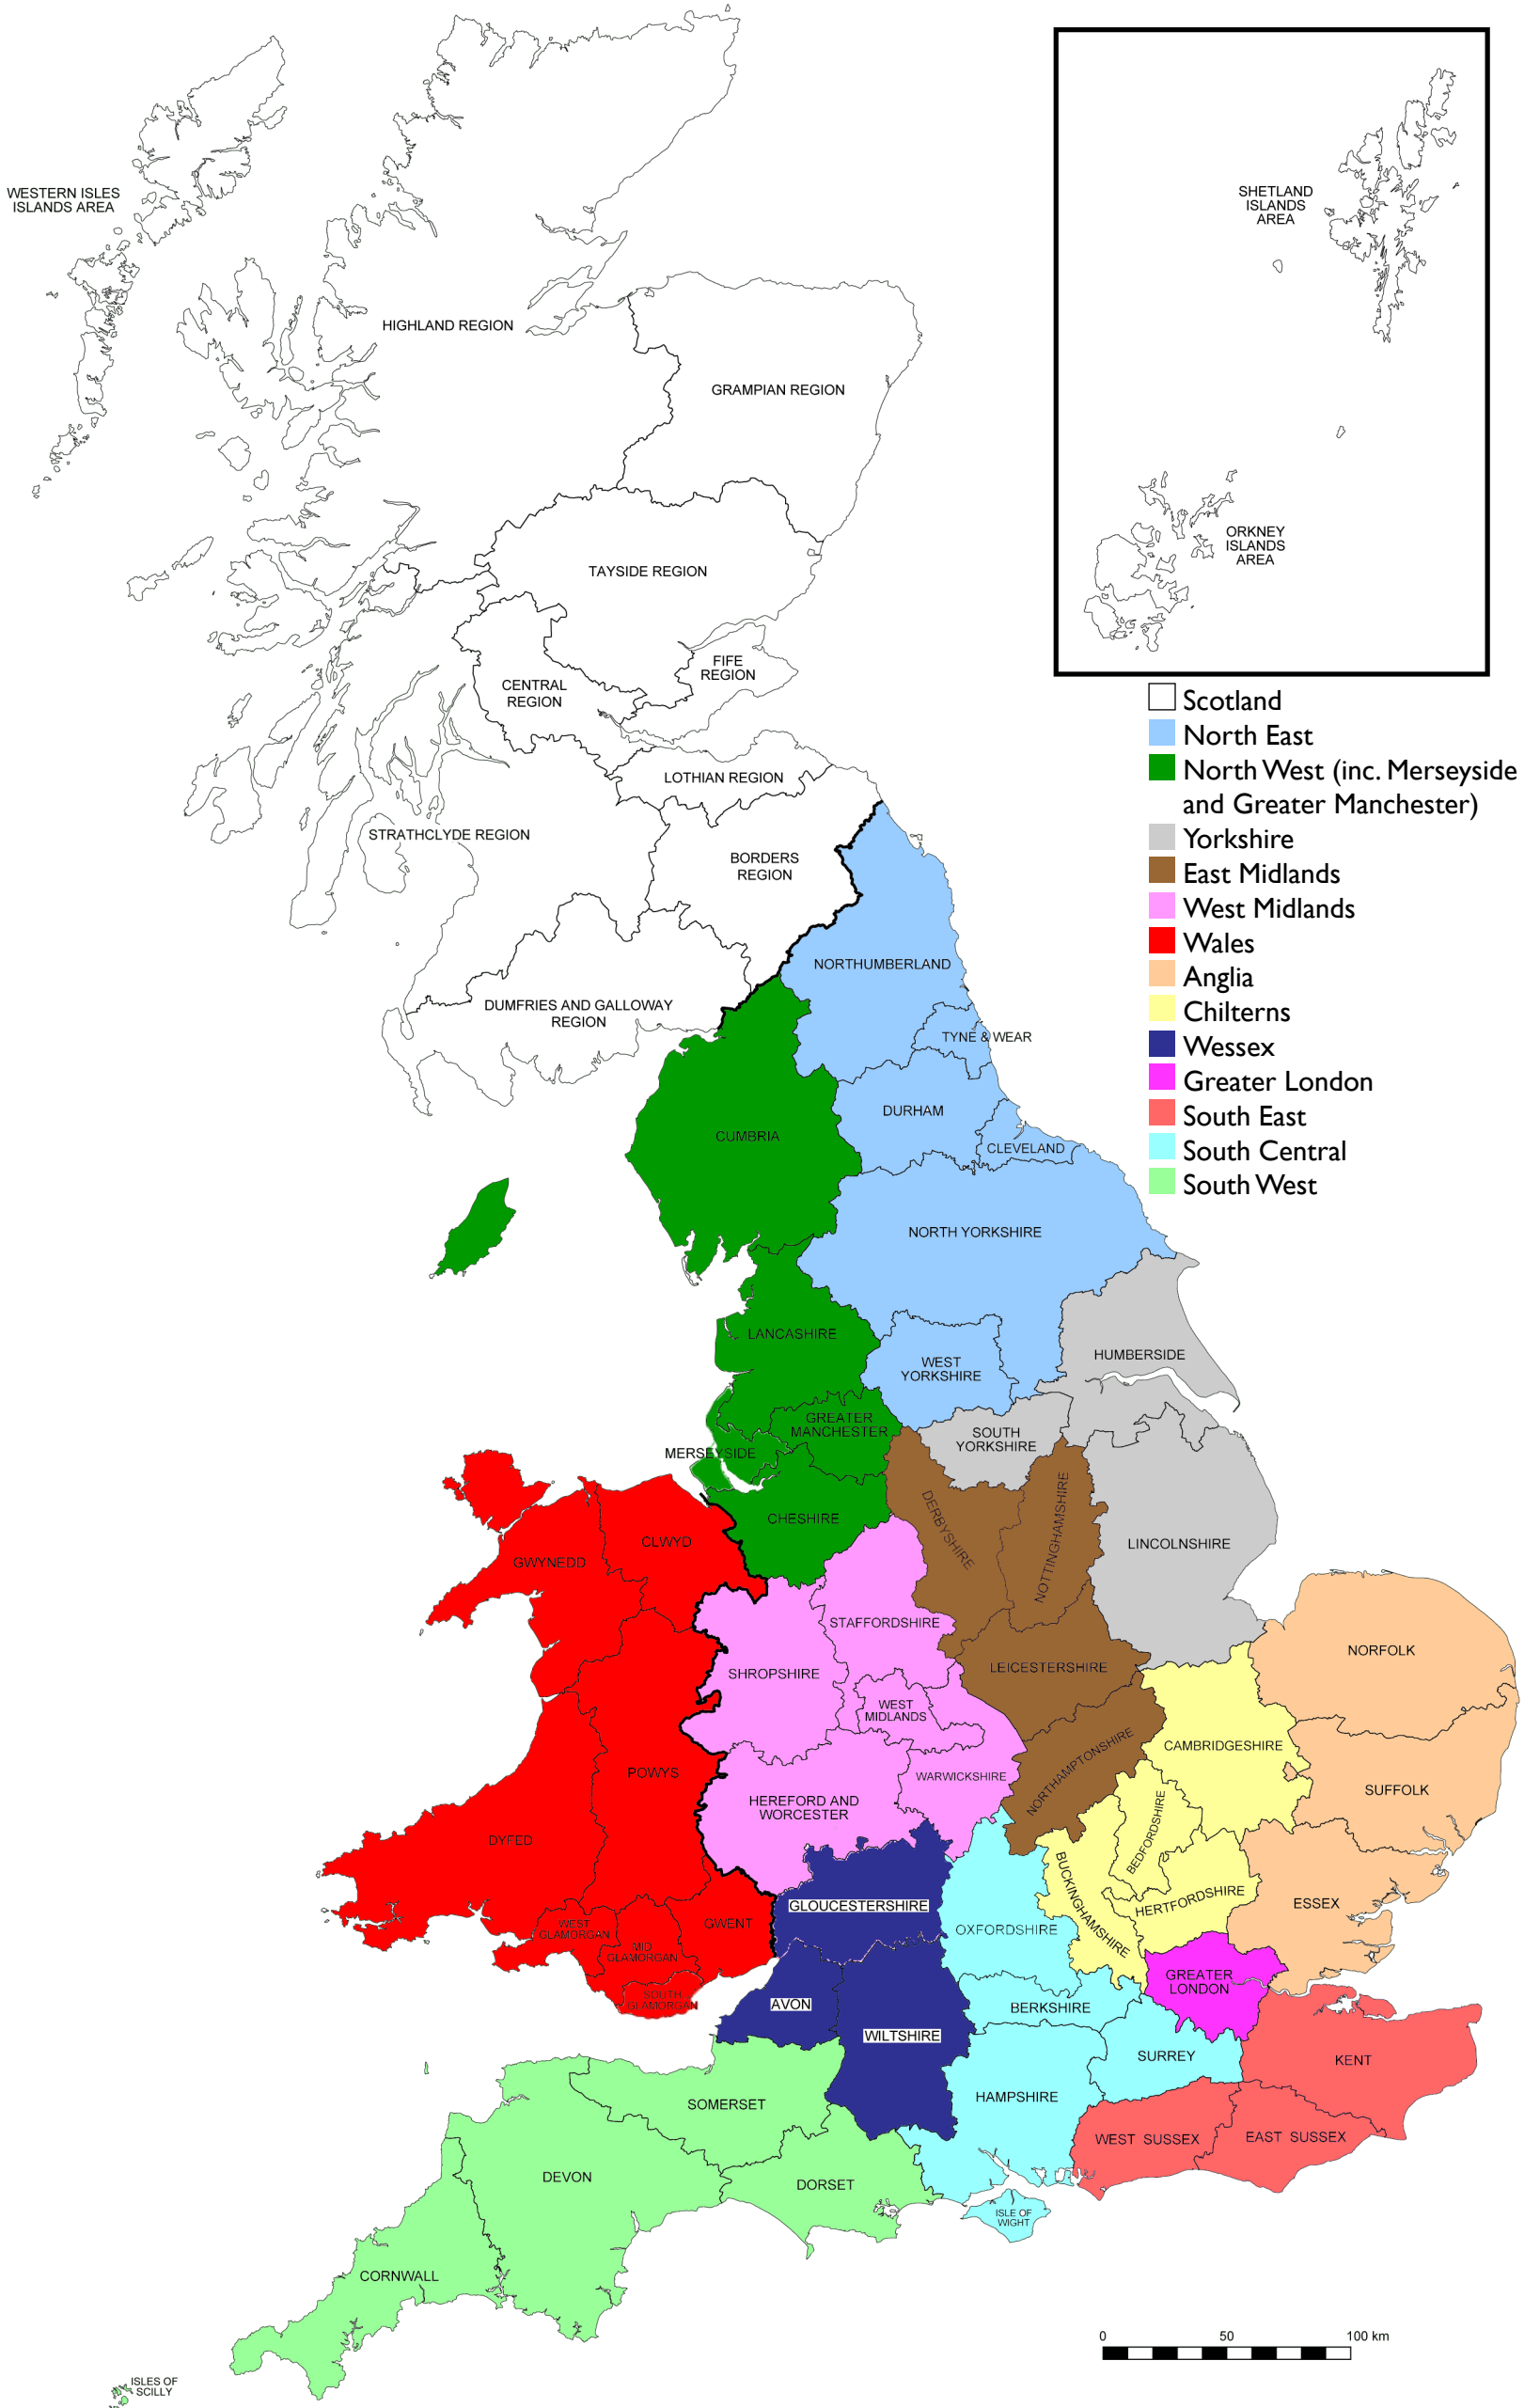 WESTERN ISLES
ISLANDS AREA
SHETLAND
ISLANDS
AREA
HIGHLAND REGION
GRAMPIAN REGION
ORKNEY
ISLANDS
AREA
TAYSIDE REGION
FIFE
REGION
CENTRAL
REGION
LOTHIAN REGION
STRATHCLYDE REGION
BORDERS
REGION
DUMFRIES AND GALLOWAY
REGION
Scotland
North East
North West (inc. Merseyside
and Greater Manchester)
Yorkshire
East Midlands
West Midlands
Wales
Anglia
Chilterns
Wessex
Greater London
South East
South Central
South West
NORTHUMBERLAND
TYNE & WEAR
DURHAM
CLEVELAND
CUMBRIA
NORTH YORKSHIRE
LANCASHIRE
WEST
YORKSHIRE
HUMBERSIDE
GREATER
MANCHESTER
SOUTH
YORKSHIRE
MERSEYSIDE
CHESHIRE
DERBYSHIRE
NOTTINGHAMSHIRE
LINCOLNSHIRE
CLWYD
GWYNEDD
STAFFORDSHIRE
SHROPSHIRE
LEICESTERSHIRE
NORFOLK
WEST
MIDLANDS
CAMBRIDGESHIRE
POWYS
WARWICKSHIRE
NORTHAMPTONSHIRE
SUFFOLK
HEREFORD AND
WORCESTER
DYFED
BEDFORDSHIRE
BUCKINGHAMSHIRE
HERTFORDSHIRE
ESSEX
GLOUCESTERSHIRE
OXFORDSHIRE
WEST
GLAMORGAN
MID
GLAMORGAN
GWENT
SOUTH
GLAMORGAN
GREATER
LONDON
AVON
BERKSHIRE
WILTSHIRE
SURREY
KENT
HAMPSHIRE
SOMERSET
WEST SUSSEX
EAST SUSSEX
DEVON
DORSET
ISLE OF
WIGHT
CORNWALL
ISLES OF
SCILLY
0 50 100 km